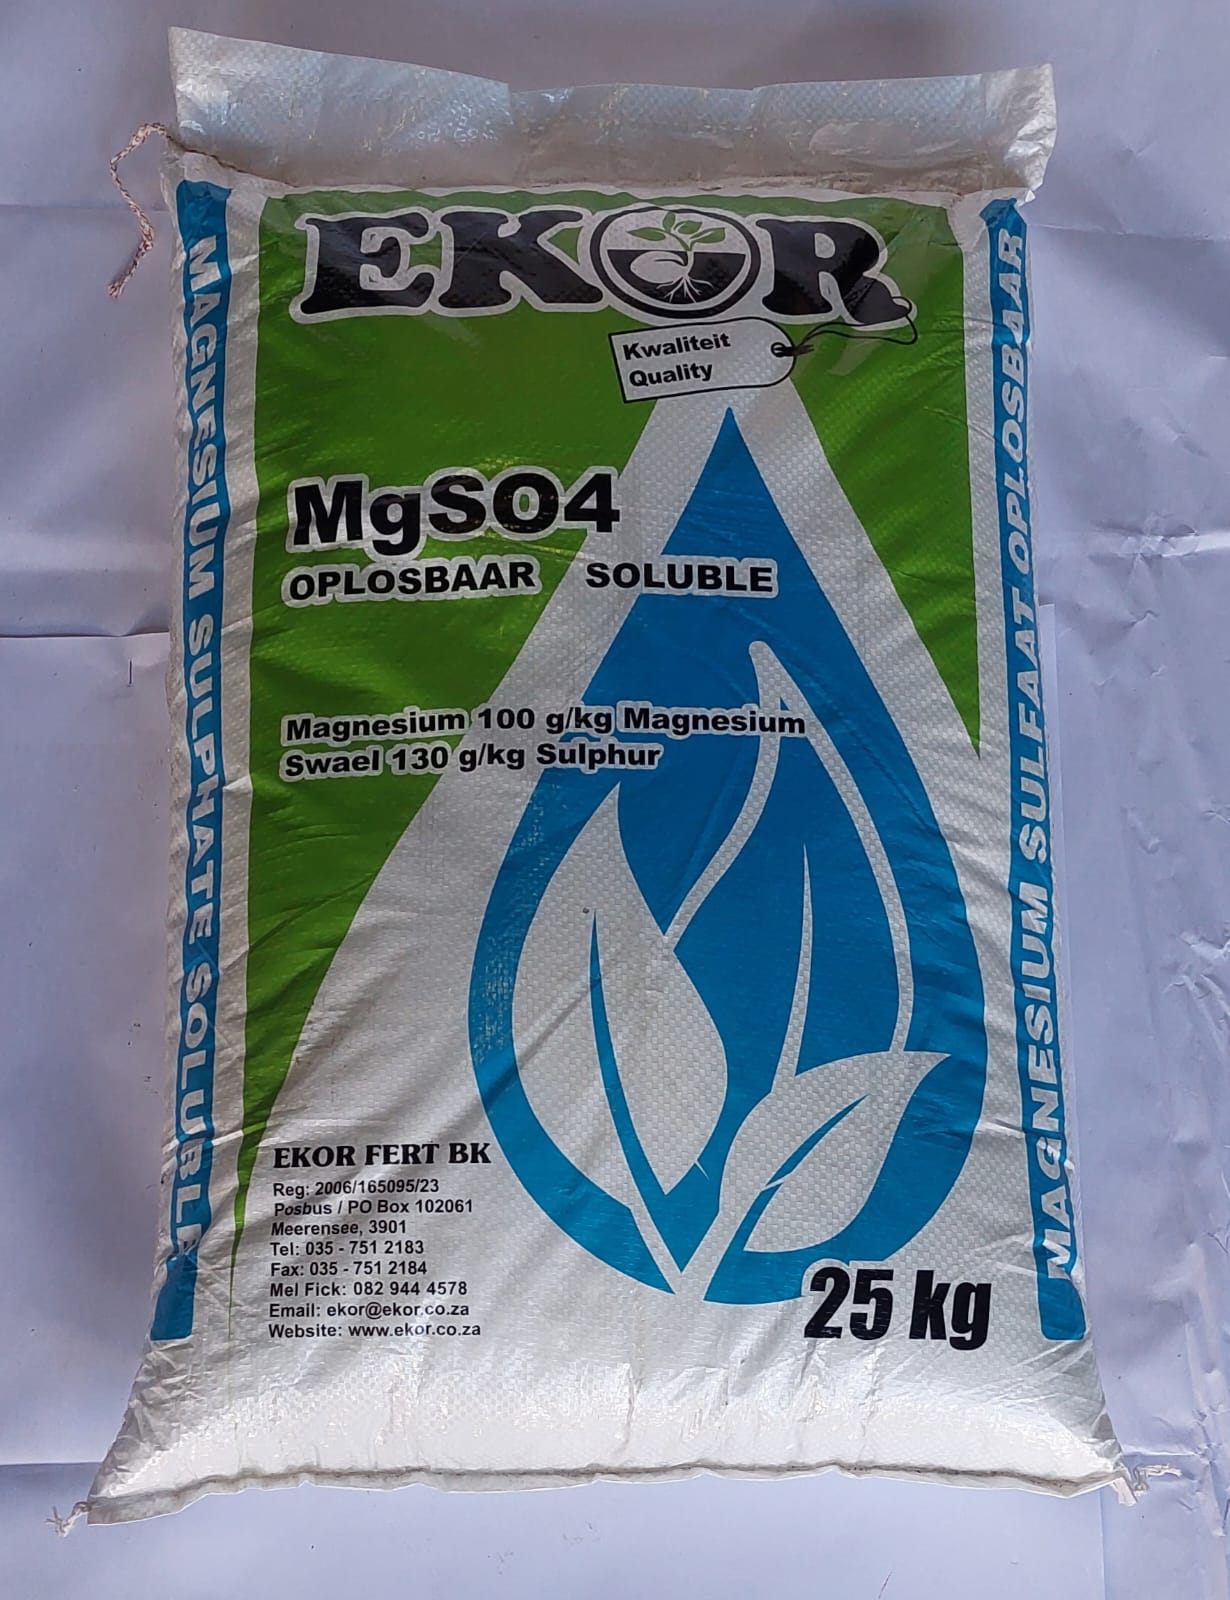 EKOR
Kwaliteit
Quality
MgSO4
OPLOSBAAR SOLUBLE
Magnesium 100 g/kg Magnesium
Swael 130 g/kg Sulphur
MAGNESIUM SULPHATE SOLUBLE
MAGNESIUM SULFAAT OPLOSBAAR
EKOR FERT BK
Reg: 2006/165095/23
Posbus / PO Box 102061
Meerensee, 3901
Tel: 035 - 751 2183
Fax: 035 - 751 2184
Mel Fick: 082 944 4578
Email: ekor@ekor.co.za
Website: www.ekor.co.za
25 kg